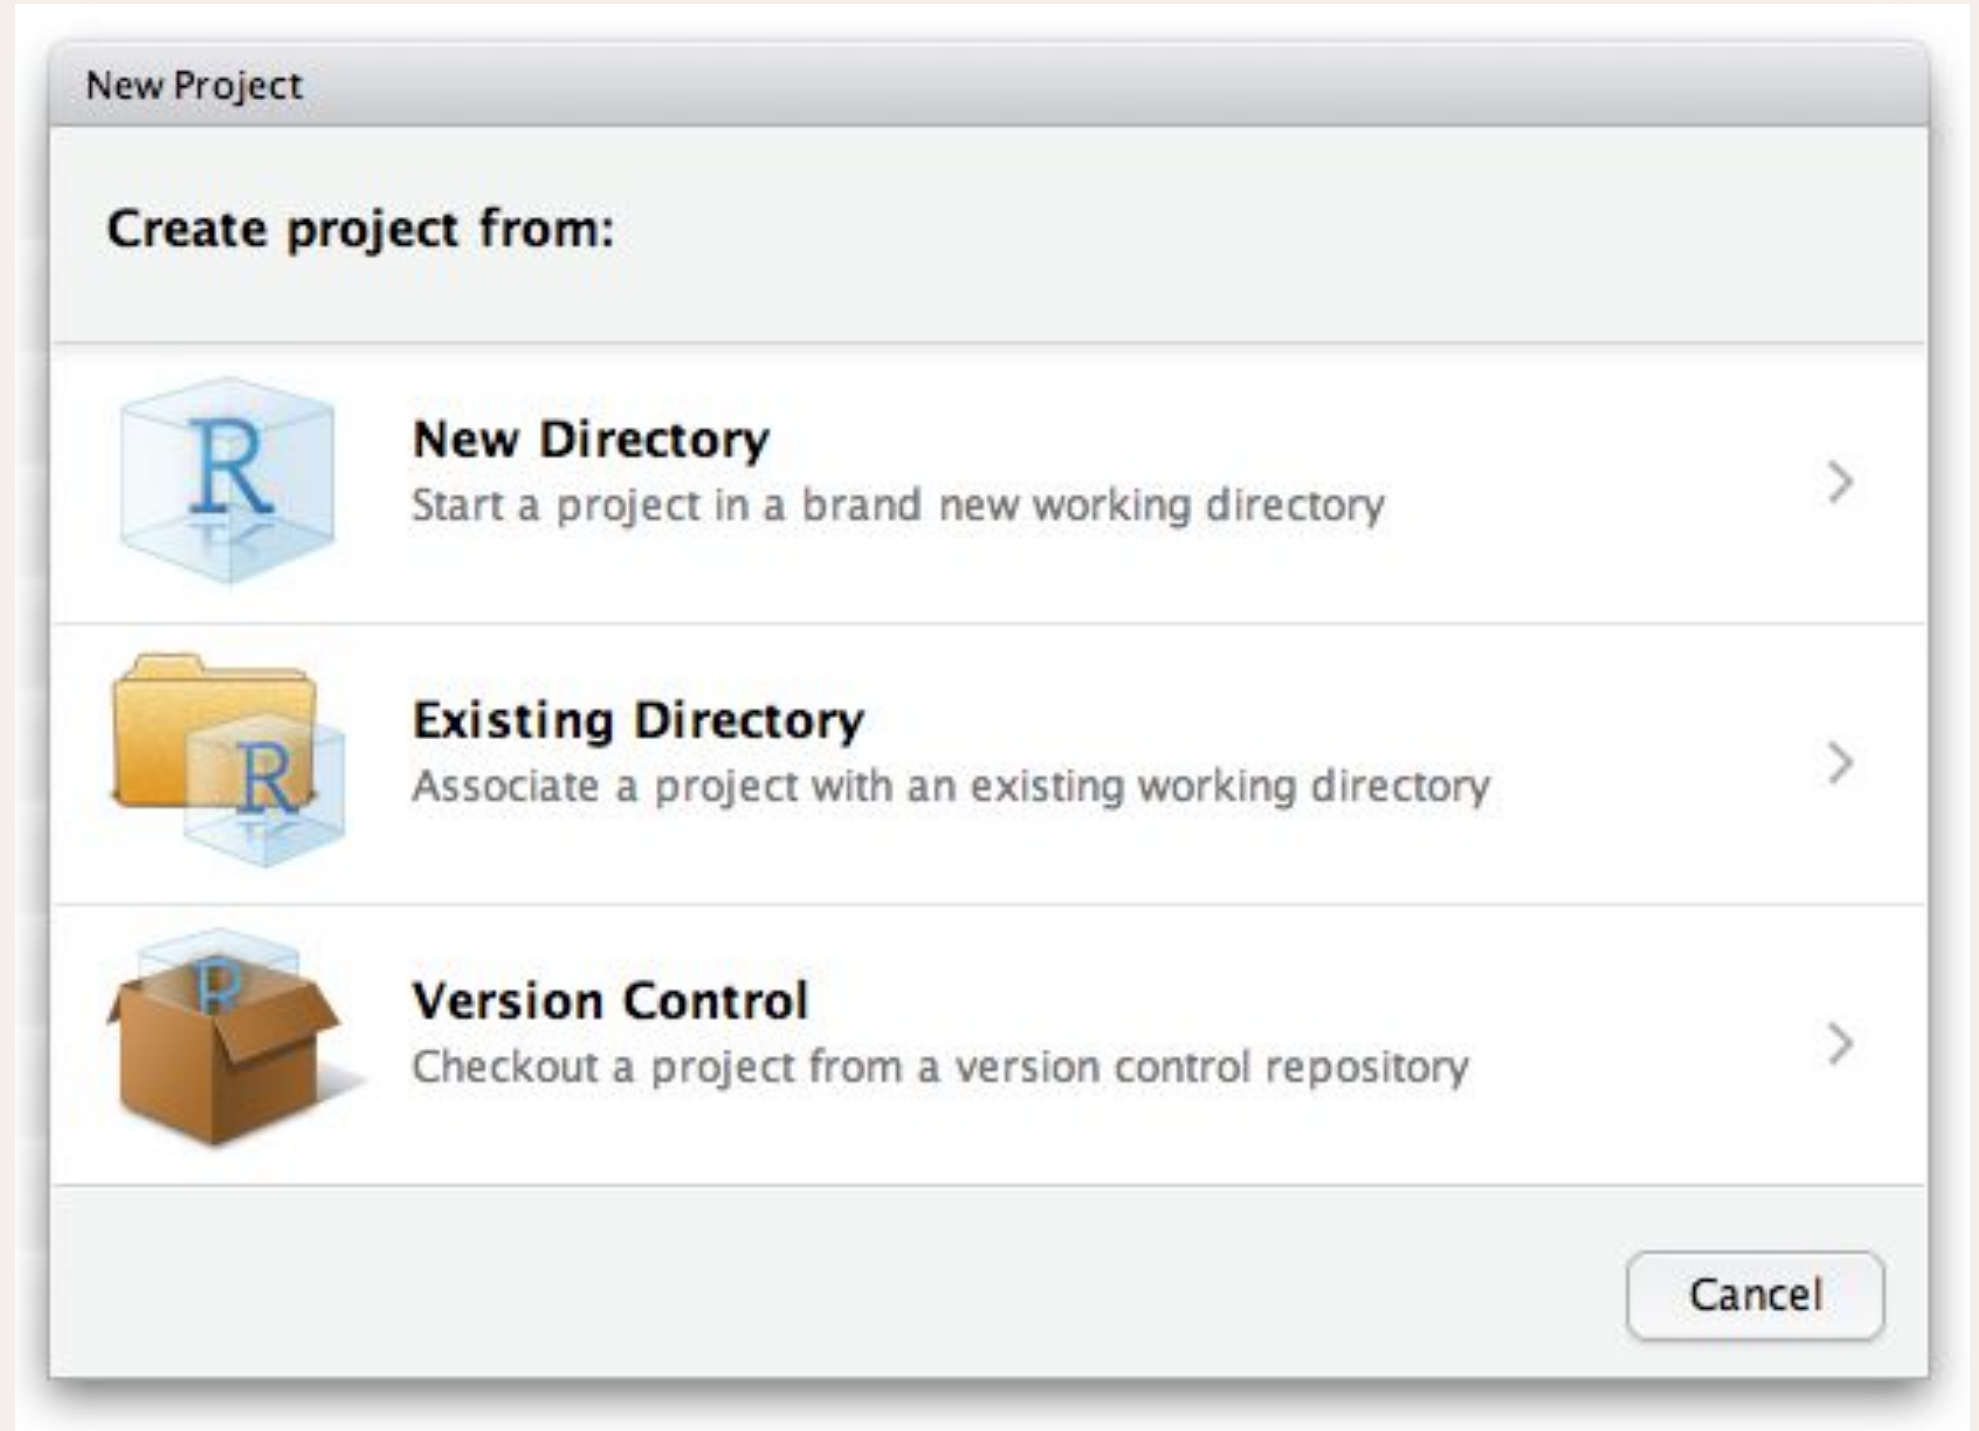 New Project
Create project from:
R
New Directory
Start a project in a brand new working directory
R
Existing Directory
Associate a project with an existing working directory
R
Version Control
Checkout a project from a version control repository
Cancel